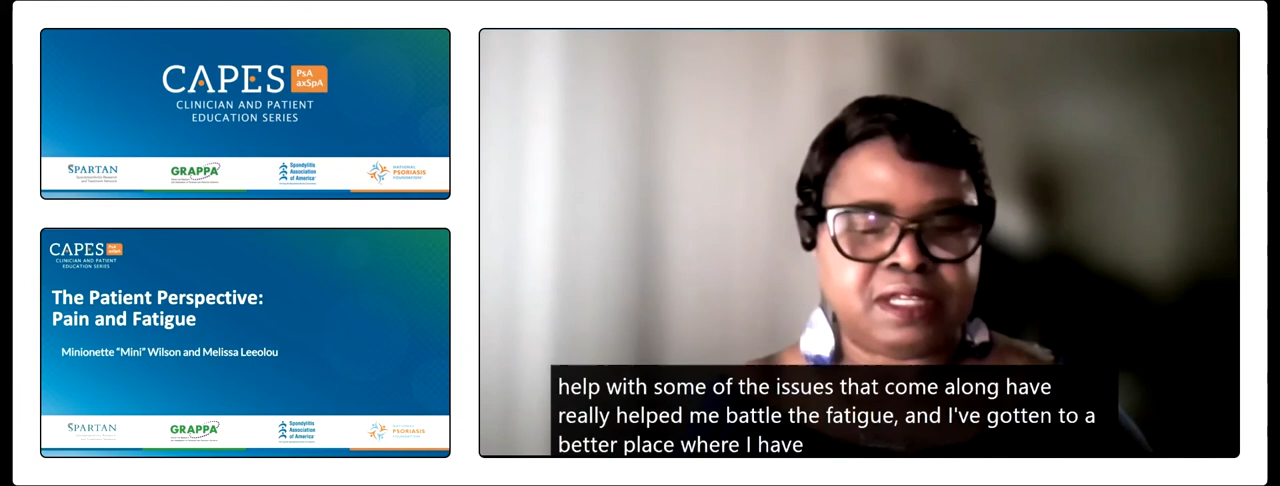 CAPES PsA
axSpA
CLINICIAN AND PATIENT
EDUCATION SERIES
SPARTAN
GRAPPA
Spondylitis
Association
of America
NATIONAL
PSORIASIS
FOUNDATION
CAPES PsA
axSpA
CLINICIAN AND PATIENT
EDUCATION SERIES
The Patient Perspective:
Pain and Fatigue
Minionette "Mini" Wilson and Melissa Leeolou
SPARTAN
GRAPPA
Spondylitis
Association
of America
NATIONAL
PSORIASIS
FOUNDATION
help with some of the issues that come along have
really helped me battle the fatigue, and I've gotten to a
better place where I have